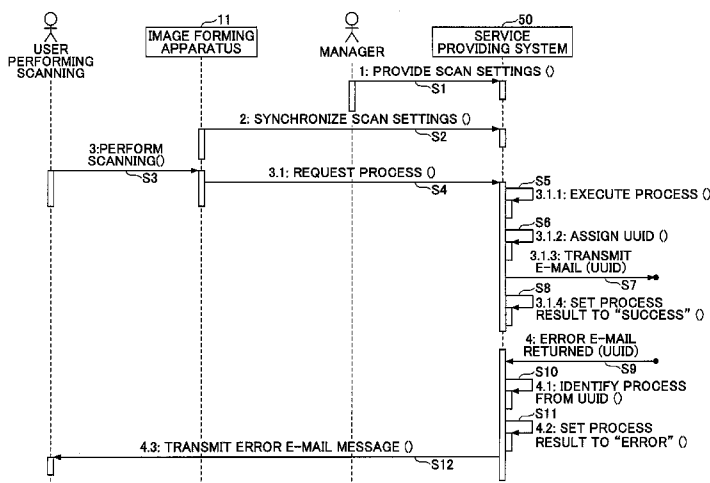 11
50
USER
PERFORMING
SCANNING
IMAGE FORMING
APPARATUS
MANAGER
SERVICE
PROVIDING SYSTEM
1: PROVIDE SCAN SETTINGS ()
S1
2: SYNCHRONIZE SCAN SETTINGS ()
S2
3:PERFORM
SCANNING()
S3
3.1: REQUEST PROCESS ()
S4
S5
3.1.1: EXECUTE PROCESS ()
S6
3.1.2: ASSIGN UUID ()
3.1.3: TRANSMIT
E-MAIL (UUID)
S7
S8
3.1.4: SET PROCESS
RESULT TO "SUCCESS" ()
4: ERROR E-MAIL
RETURNED (UUID)
S9
S10
4.1: IDENTIFY PROCESS
FROM UUID ()
S11
4.2: SET PROCESS
RESULT TO "ERROR" ()
4.3: TRANSMIT ERROR E-MAIL MESSAGE ()
S12